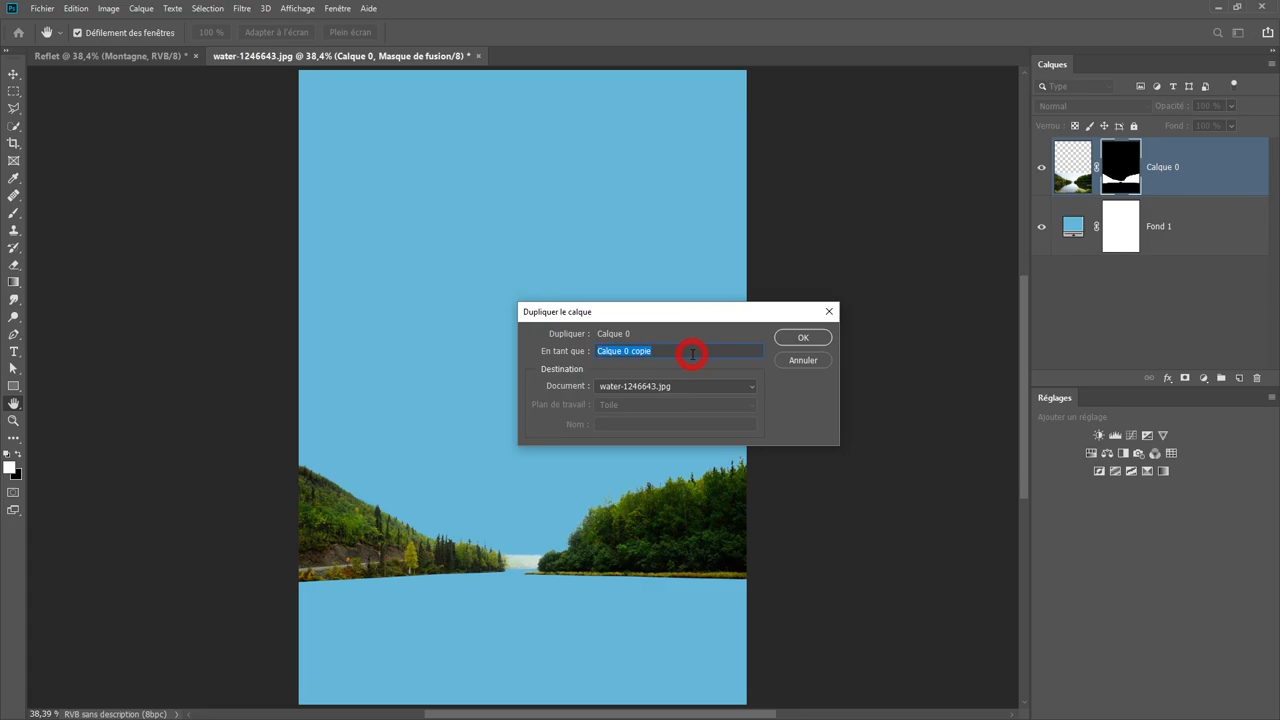 Ps Fichier Edition Image Calque Texte Sélection Filtre 3D Affichage Fenêtre Aide
Défilement des fenêtres 100 % Adapter à l'écran Plein écran
Reflet @ 38,4% (Montagne, RVB/8) * × water-1246643.jpg @ 38,4% (Calque 0, Masque de fusion/8) * ×
Calques
Type
Normal Opacité : 100 %
Verrou : Fond : 100 %
Calque 0
Fond 1
Dupliquer le calque
Dupliquer : Calque 0
OK
En tant que : Calque 0 copie
Annuler
Destination
Document : water-1246643.jpg
Plan de travail : Toile
Nom :
fx
Réglages
Ajouter un réglage
38,39 % RVB sans description (8bpc)